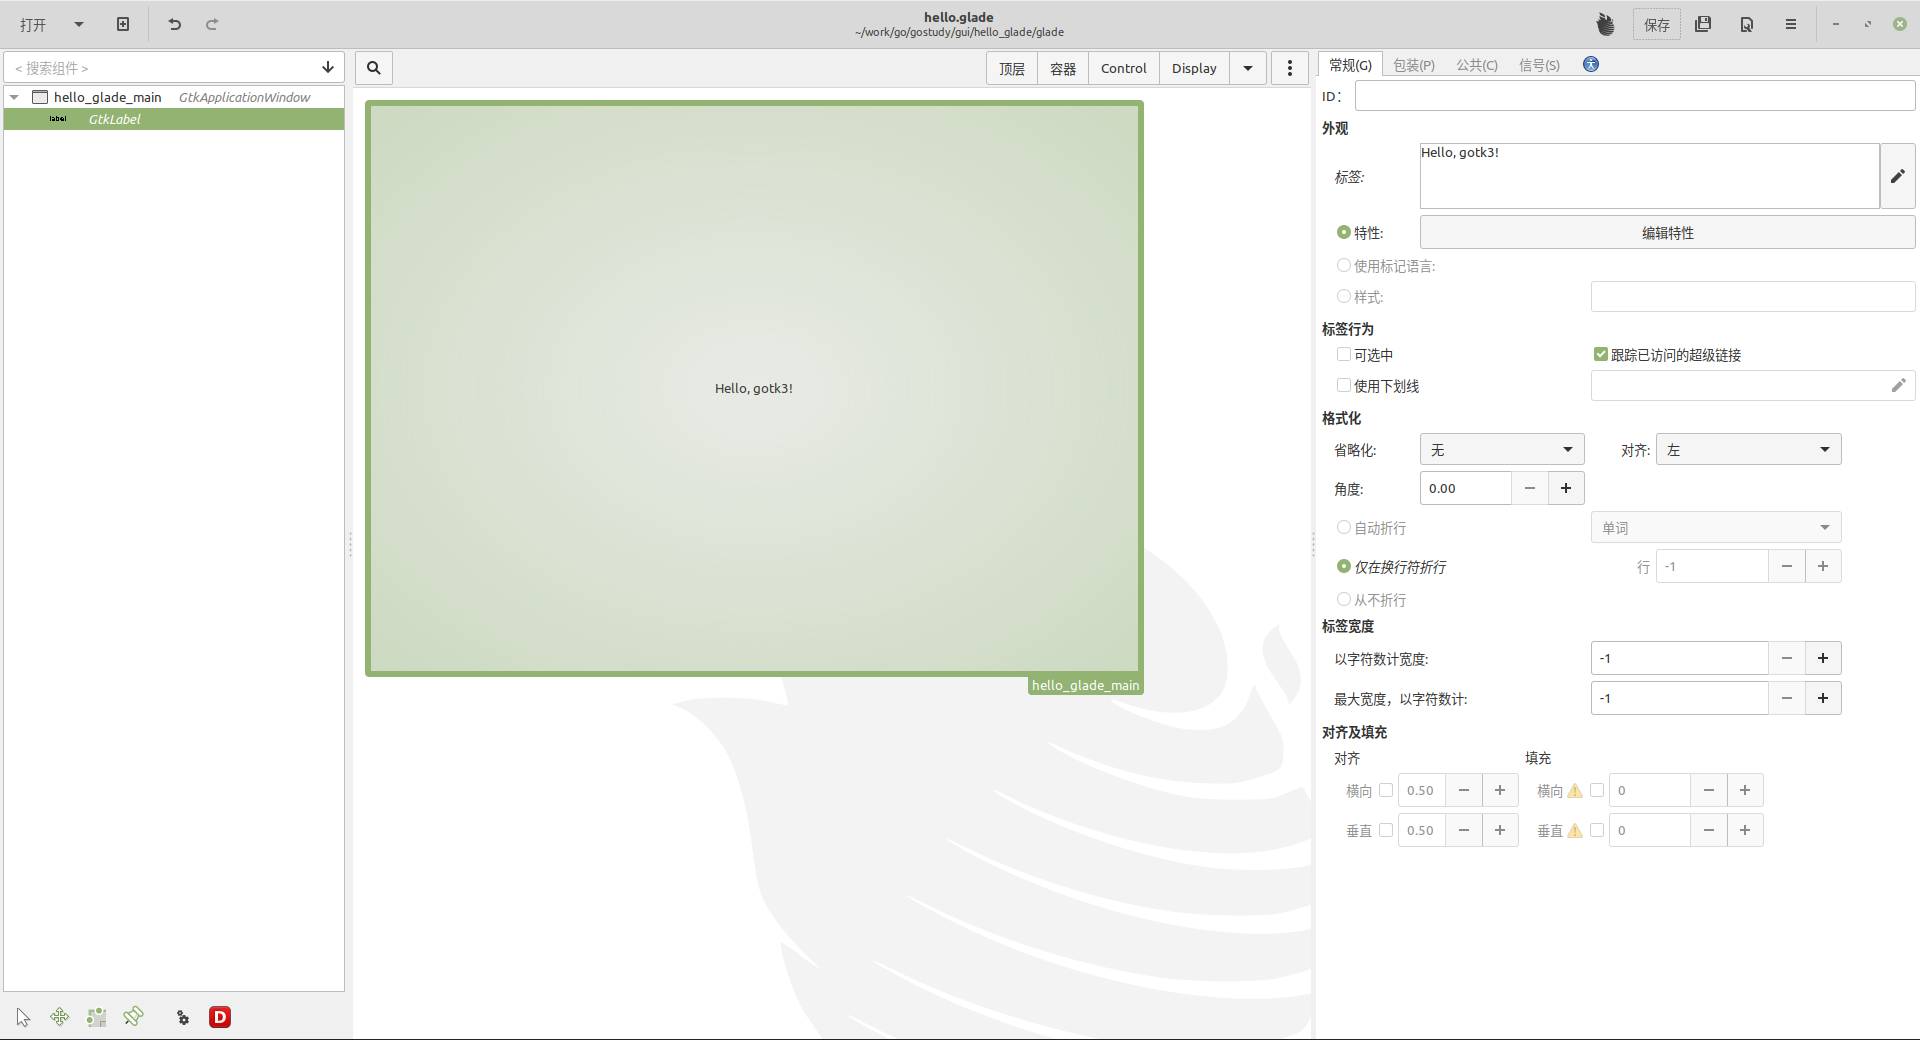 打开
hello.glade
~/work/go/gostudy/gui/hello_glade/glade
保存
< 搜索组件 >
顶层
容器
Control
Display
常规(G)
包装(P)
公共(C)
信号(S)
hello_glade_main GtkApplicationWindow
label GtkLabel
Hello, gotk3!
hello_glade_main
ID：
外观
标签:
Hello, gotk3!
特性:
编辑特性
使用标记语言:
样式:
标签行为
可选中
跟踪已访问的超级链接
使用下划线
格式化
省略化:
无
对齐:
左
角度:
0.00
自动折行
单词
仅在换行符折行
行
-1
从不折行
标签宽度
以字符数计宽度:
-1
最大宽度，以字符数计:
-1
对齐及填充
对齐
填充
横向
0.50
横向
0
垂直
0.50
垂直
0
D